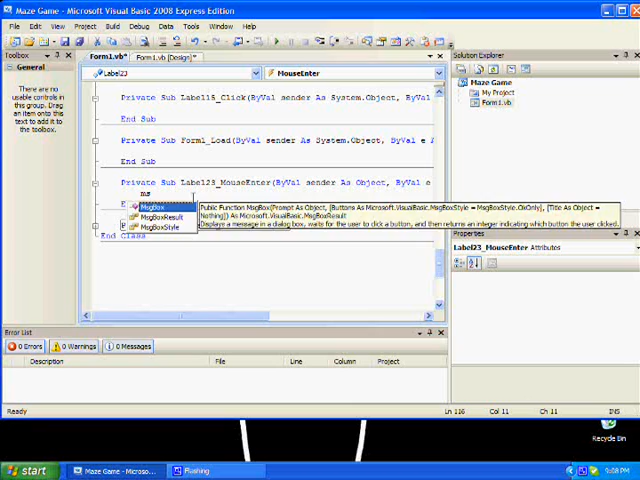 Maze Game - Microsoft Visual Basic 2008 Express Edition
File Edit View Project Build Debug Data Tools Window Help
Toolbox
General
There are no usable controls in this group. Drag an item onto this text to add it to the toolbox.
Form1.vb* Form1.vb [Design]*
Label23 MouseEnter
Private Sub Label15_Click(ByVal sender As System.Object, ByVal
End Sub
Private Sub Form1_Load(ByVal sender As System.Object, ByVal e A
End Sub
Private Sub Label23_MouseEnter(ByVal sender As System.Object, ByVal e
ms
E
MsgBox
MsgBoxResult
MsgBoxStyle
Public Function MsgBox(Prompt As Object, [Buttons As Microsoft.VisualBasic.MsgBoxStyle = MsgBoxStyle.OkOnly], [Title As Object =
Nothing]) As Microsoft.VisualBasic.MsgBoxResult
Displays a message in a dialog box, waits for the user to click a button, and then returns an integer indicating which button the user clicked.
P
End Class
Solution Explorer
Maze Game
My Project
Form1.vb
Properties
Label23_MouseEnter Attributes
Error List
0 Errors 0 Warnings 0 Messages
Description File Line Column Project
Ready Ln 116 Col 11 Ch 11 INS
Recycle Bin
start Maze Game - Microso... Flashing 9:08 PM